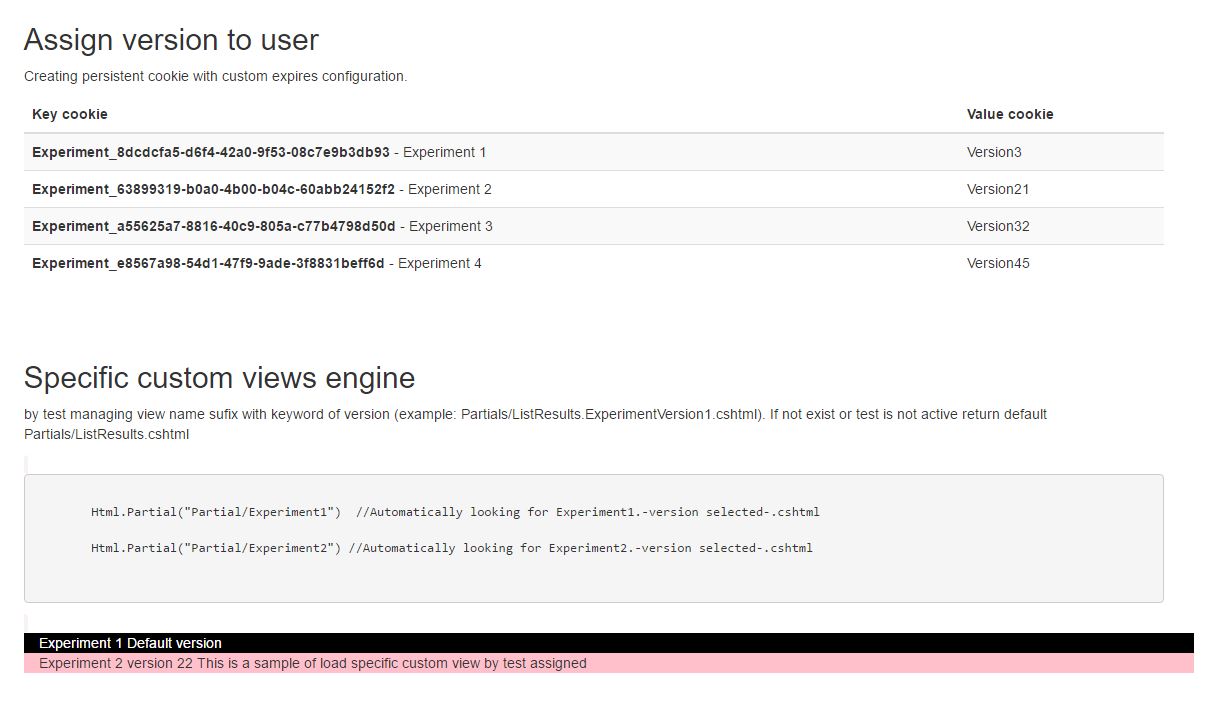 Assign version to user
Creating persistent cookie with custom expires configuration.
Key cookie Value cookie
Experiment_8dcdcfa5-d6f4-42a0-9f53-08c7e9b3db93 - Experiment 1 Version3
Experiment_63899319-b0a0-4b00-b04c-60abb24152f2 - Experiment 2 Version21
Experiment_a55625a7-8816-40c9-805a-c77b4798d50d - Experiment 3 Version32
Experiment_e8567a98-54d1-47f9-9ade-3f8831beff6d - Experiment 4 Version45
Specific custom views engine
by test managing view name sufix with keyword of version (example: Partials/ListResults.ExperimentVersion1.cshtml). If not exist or test is not active return default
Partials/ListResults.cshtml
Html.Partial("Partial/Experiment1")  //Automatically looking for Experiment1.-version selected-.cshtml
Html.Partial("Partial/Experiment2") //Automatically looking for Experiment2.-version selected-.cshtml
Experiment 1 Default version
Experiment 2 version 22 This is a sample of load specific custom view by test assigned